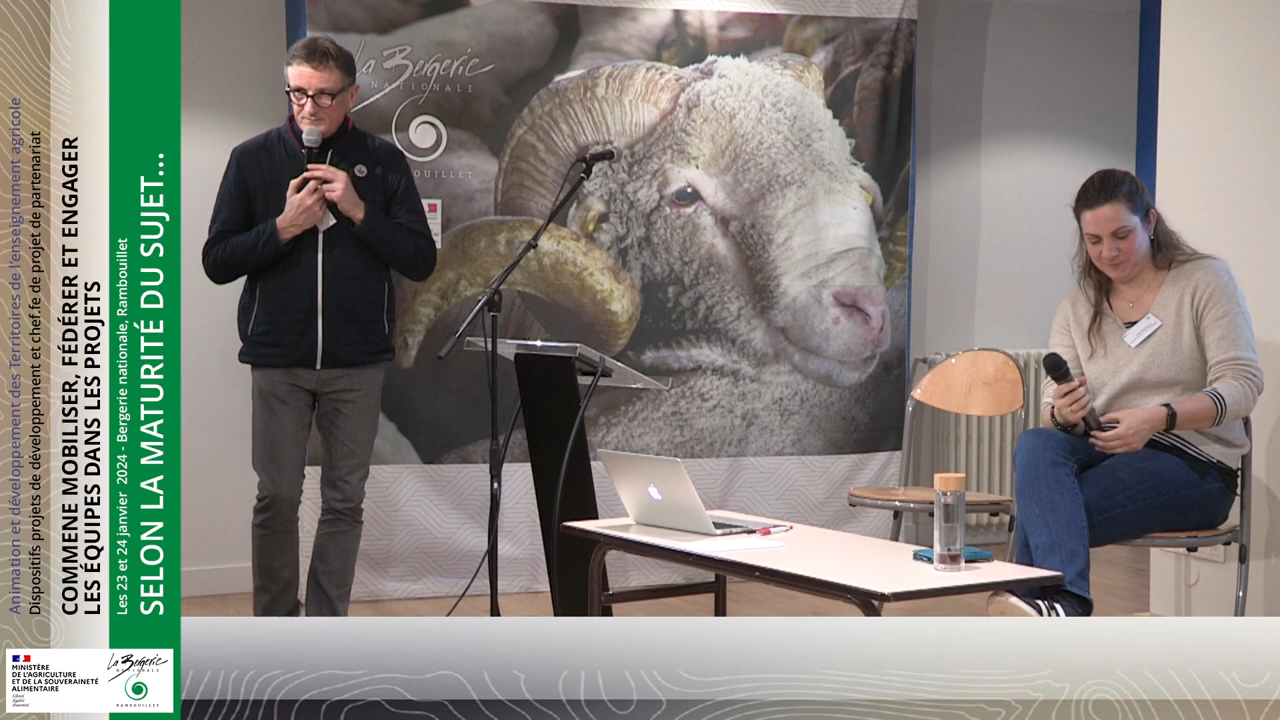 Animation et développement des Territoires de l'enseignement agricole
Dispositifs projets de développement et chef.fe de projet de partenariat
COMMENE MOBILISER, FÉDÉRER ET ENGAGER
LES ÉQUIPES DANS LES PROJETS
Les 23 et 24 janvier 2024 - Bergerie nationale, Rambouillet
SELON LA MATURITÉ DU SUJET...
MINISTÈRE
DE L'AGRICULTURE
ET DE LA SOUVERAINETÉ
ALIMENTAIRE
Liberté
Égalité
Fraternité
La Bergerie
NATIONALE
RAMBOUILLET
La Bergerie
NATIONALE
RAMBOUILLET